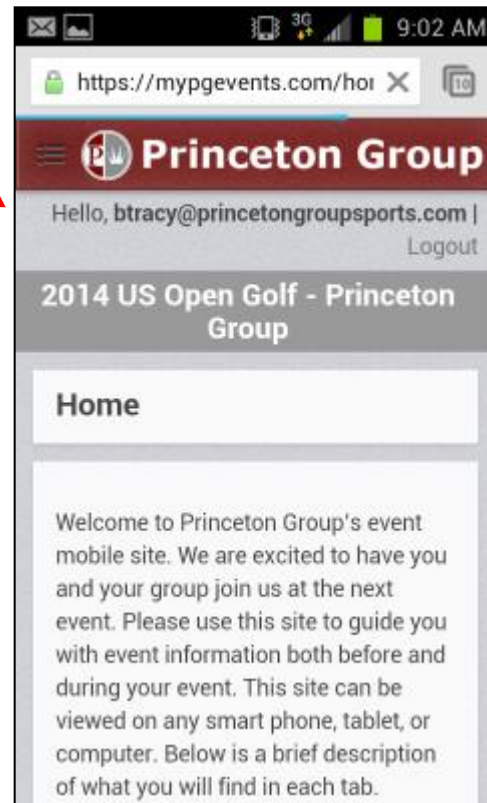 3G 9:02 AM
https://mypgevents.com/hor 10
Princeton Group
Hello, btracy@princetongroupsports.com |
Logout
2014 US Open Golf - Princeton
Group
Home
Welcome to Princeton Group's event
mobile site. We are excited to have you
and your group join us at the next
event. Please use this site to guide you
with event information both before and
during your event. This site can be
viewed on any smart phone, tablet, or
computer. Below is a brief description
of what you will find in each tab.